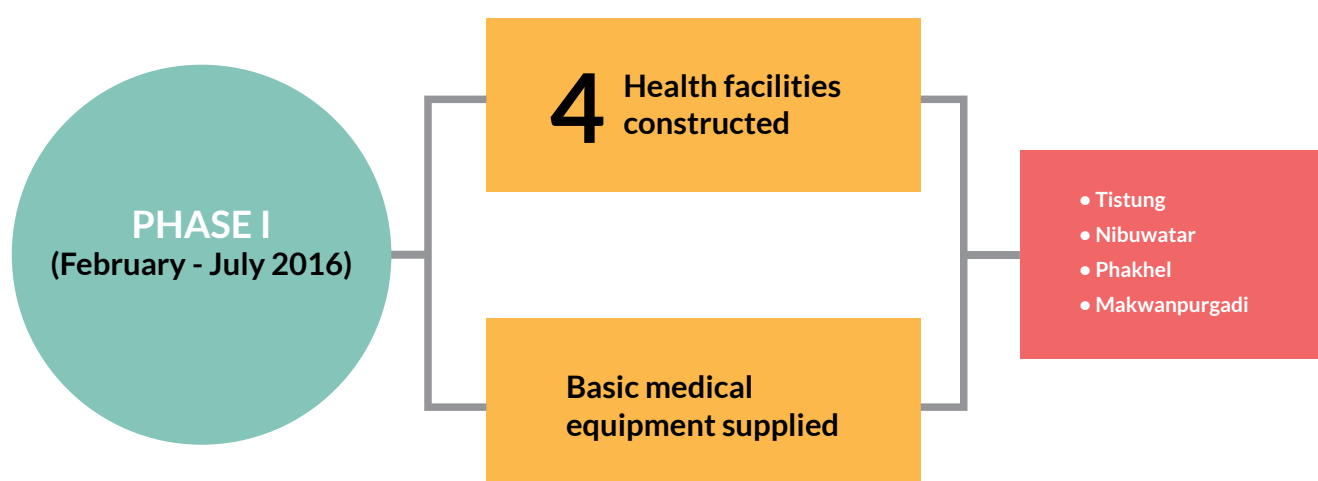 PHASE I
(February - July 2016)
4 Health facilities
constructed
Basic medical
equipment supplied
• Tistung
• Nibuwatar
• Phakhel
• Makwanpurgadi